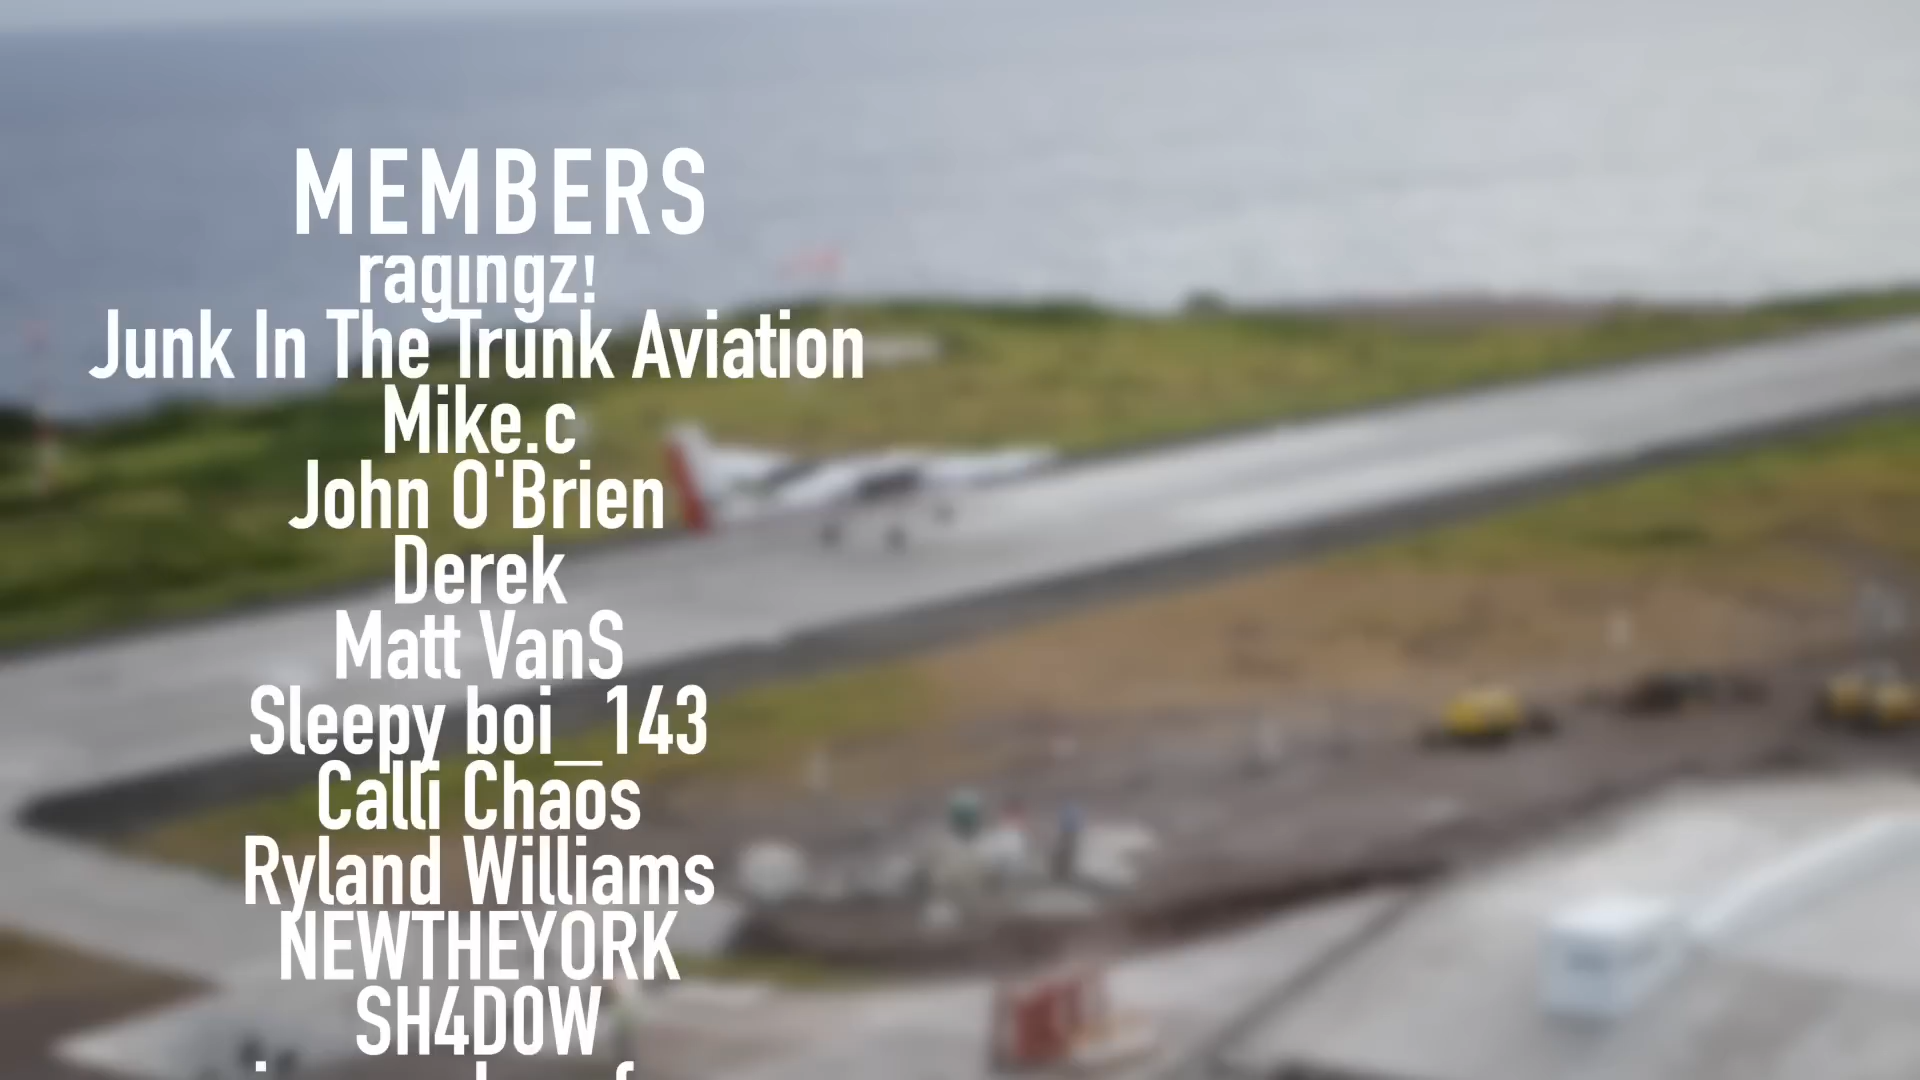 MEMBERS
ragingz!
Junk In The Trunk Aviation
Mike.c
John O'Brien
Derek
Matt VanS
Sleepy boi_143
Calli Chaos
Ryland Williams
NEWTHEYORK
SH4D0W